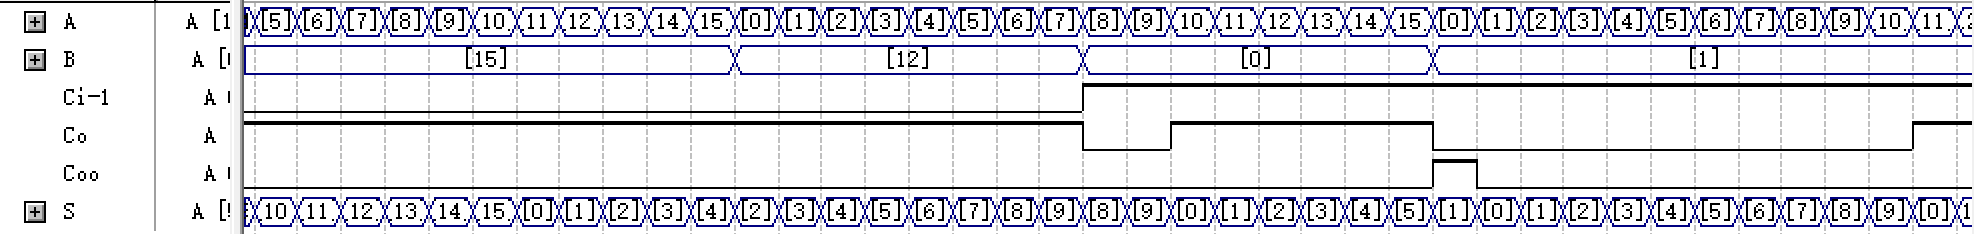 A A [1 [5] [6] [7] [8] [9] 10 11 12 13 14 15 [0] [1] [2] [3] [4] [5] [6] [7] [8] [9] 10 11 12 13 14 15 [0] [1] [2] [3] [4] [5] [6] [7] [8] [9] 10 11
B A [ [15] [12] [0] [1]
Ci-1 A
Co A
Coo A
S A [ 10 11 12 13 14 15 [0] [1] [2] [3] [4] [2] [3] [4] [5] [6] [7] [8] [9] [8] [9] [0] [1] [2] [3] [4] [5] [1] [0] [1] [2] [3] [4] [5] [6] [7] [8] [9] [0] 1